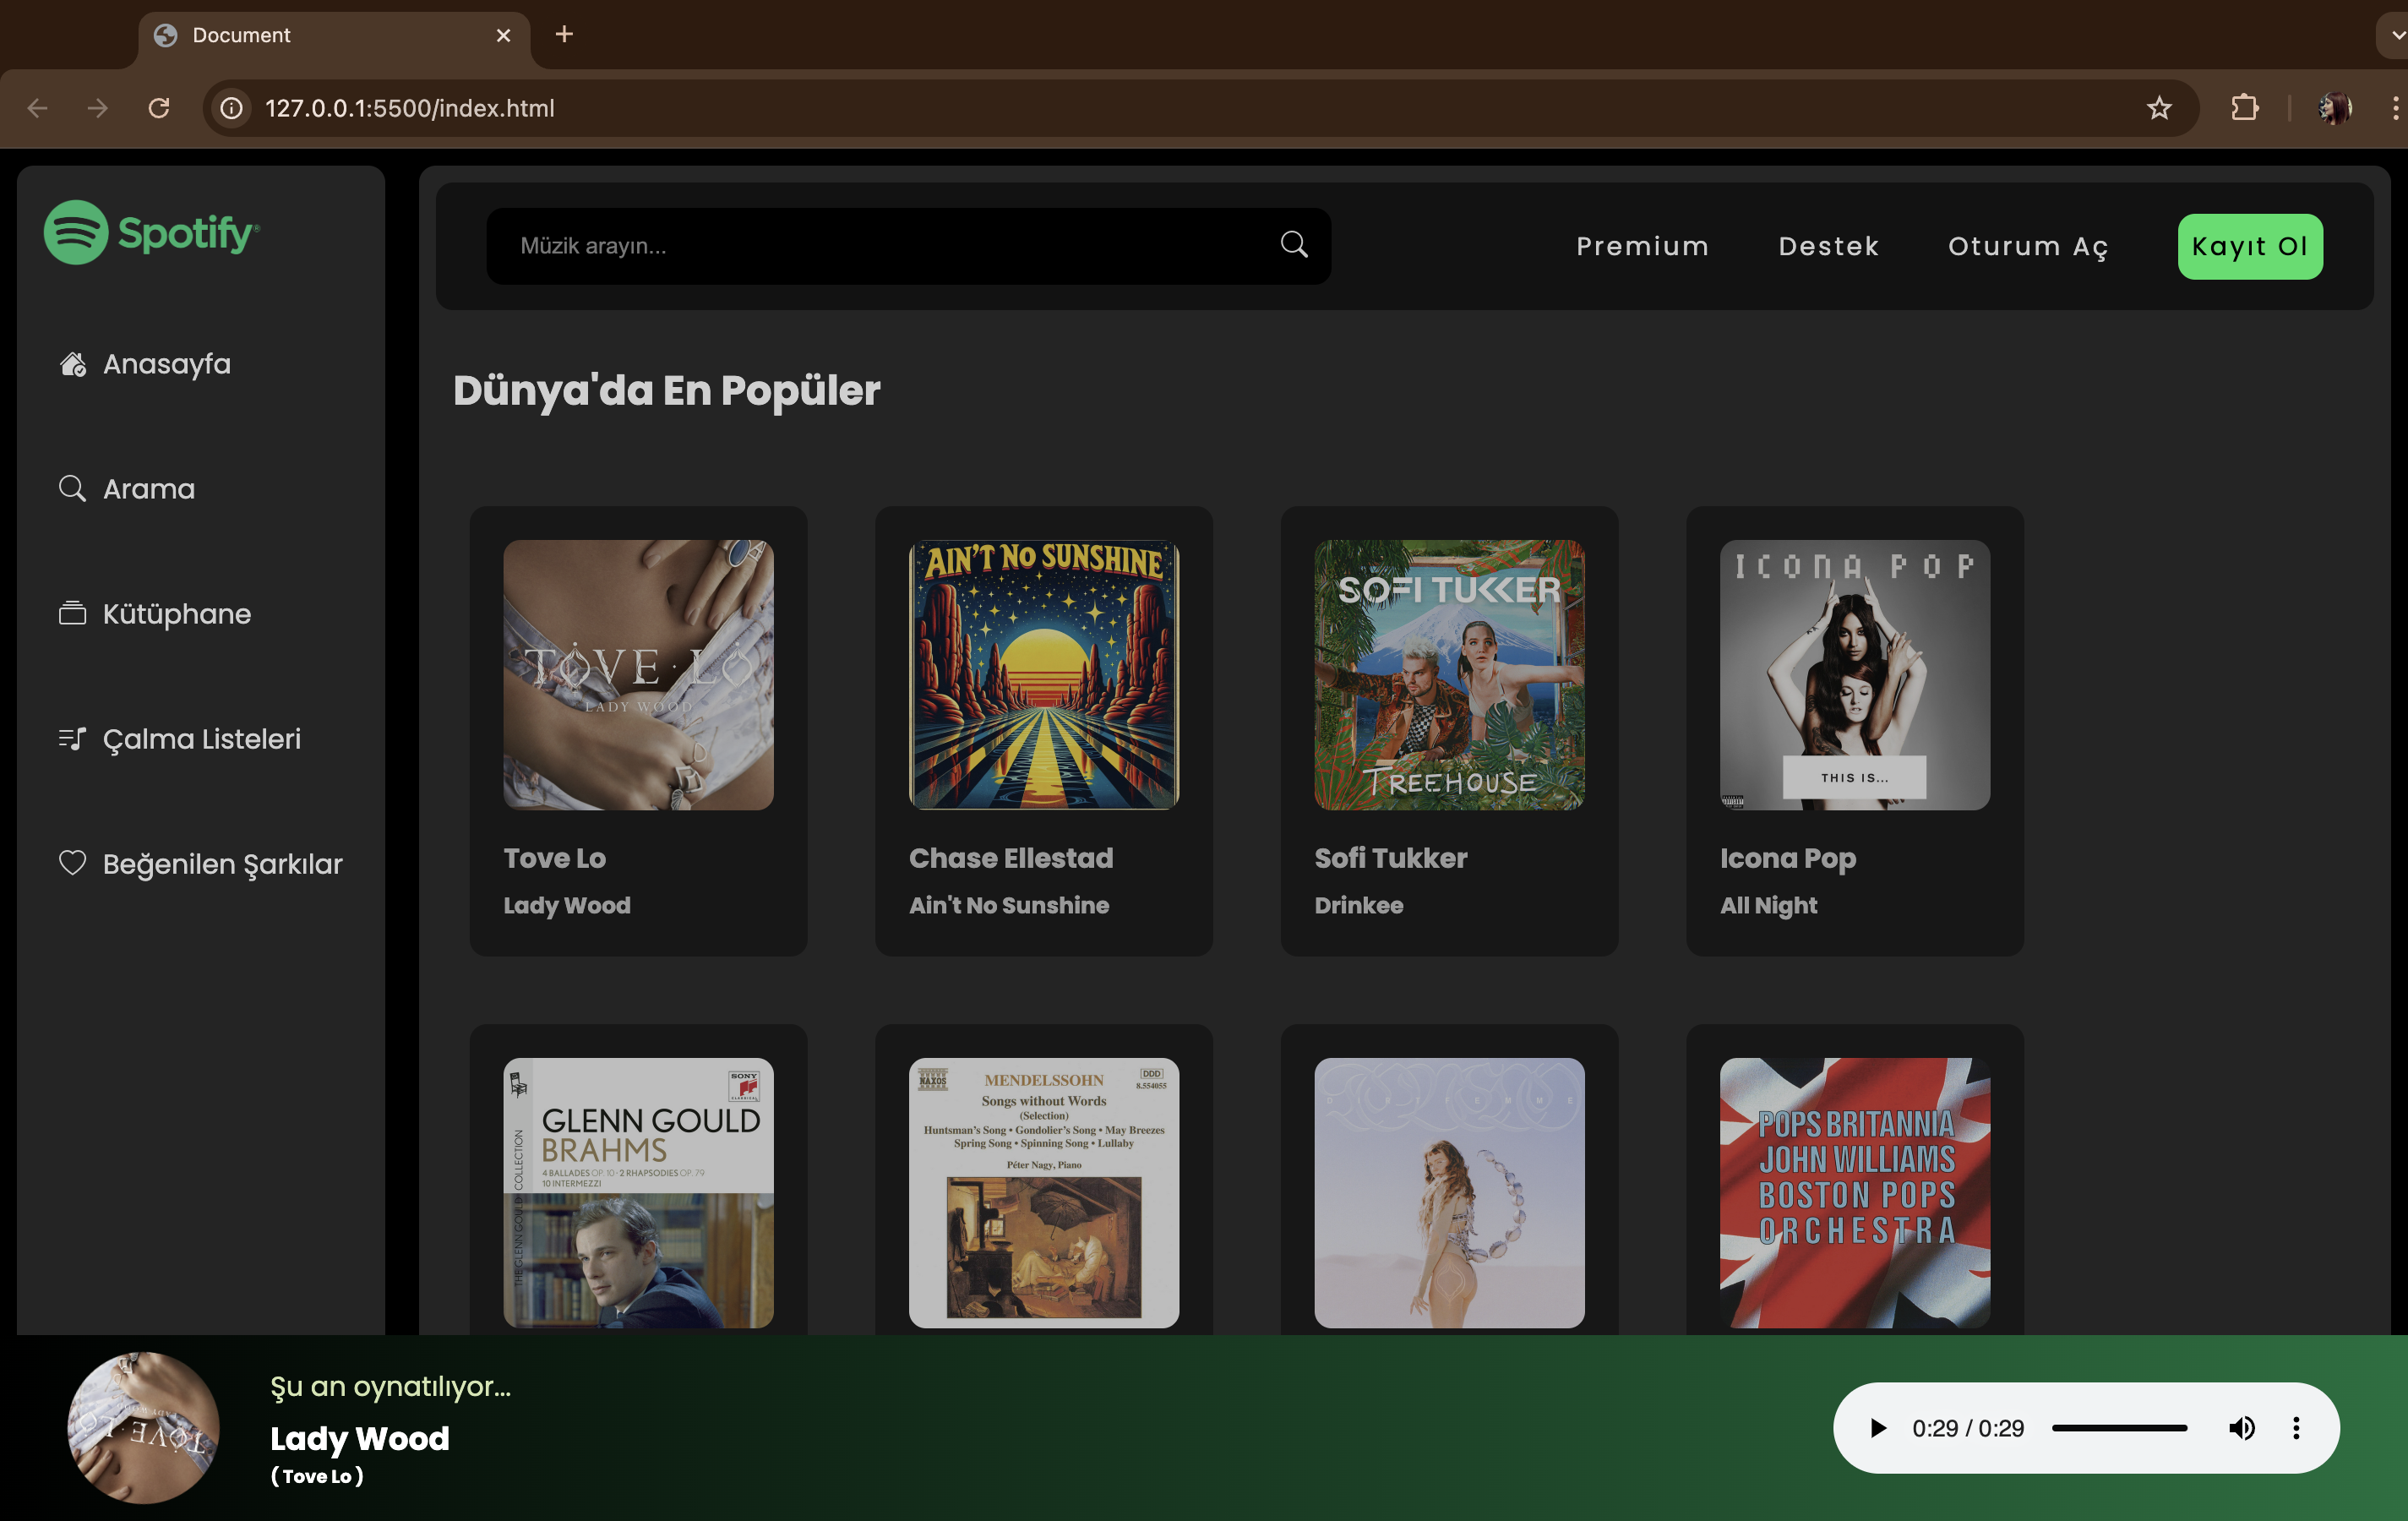 Document
127.0.0.1:5500/index.html
Spotify®
Müzik arayın...
Premium
Destek
Oturum Aç
Kayıt Ol
Anasayfa
Arama
Kütüphane
Çalma Listeleri
Beğenilen Şarkılar
Dünya'da En Popüler
TOVE LO
LADY WOOD
Tove Lo
Lady Wood
AIN'T NO SUNSHINE
Chase Ellestad
Ain't No Sunshine
SOFI TUKKER
TREEHOUSE
Sofi Tukker
Drinkee
ICONA POP
THIS IS...
Icona Pop
All Night
SONY
CLASSICAL
GLENN GOULD
BRAHMS
4 BALLADES OP. 10 · 2 RHAPSODIES OP. 79
10 INTERMEZZI
THE GLENN GOULD COLLECTION
NAXOS
DDD
8.554055
MENDELSSOHN
Songs without Words
(Selection)
Huntsman's Song • Gondolier's Song • May Breezes
Spring Song • Spinning Song • Lullaby
Péter Nagy, Piano
POPS BRITANNIA
JOHN WILLIAMS
BOSTON POPS
ORCHESTRA
TOVE LO
LADY WOOD
Şu an oynatılıyor...
Lady Wood
( Tove Lo )
0:29 / 0:29